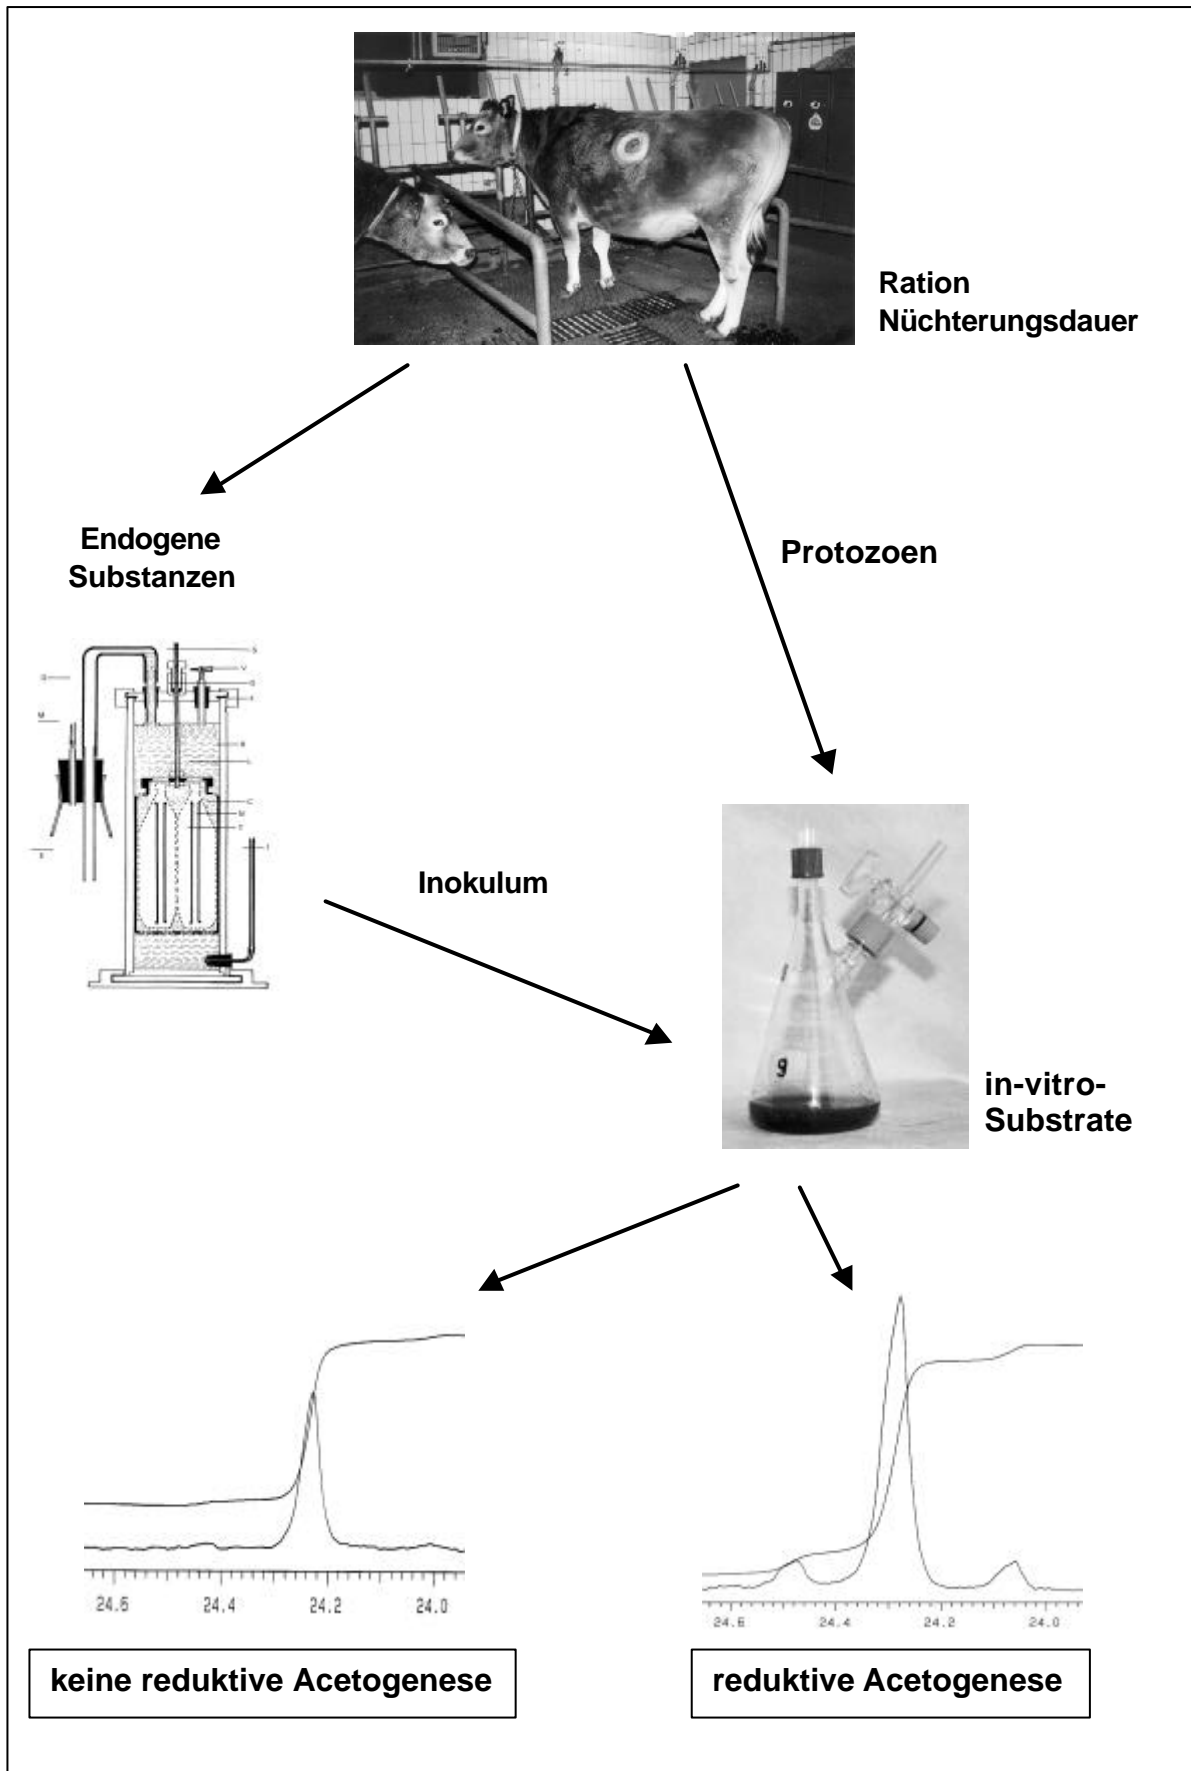 Ration
Nüchterungsdauer
Endogene
Substanzen
Protozoen
Inokulum
9
in-vitro-
Substrate
24.6 24.4 24.2 24.0
24.6 24.4 24.2 24.0
keine reduktive Acetogenese
reduktive Acetogenese